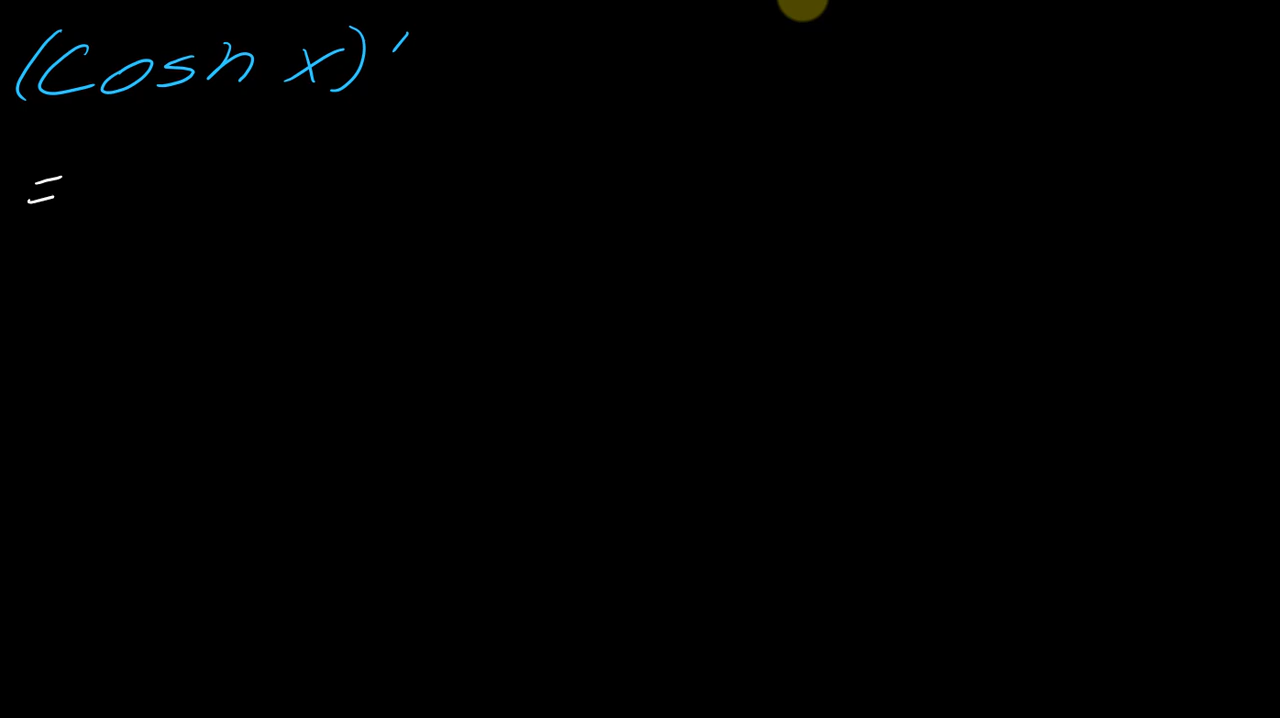 (Cosh x)'
=